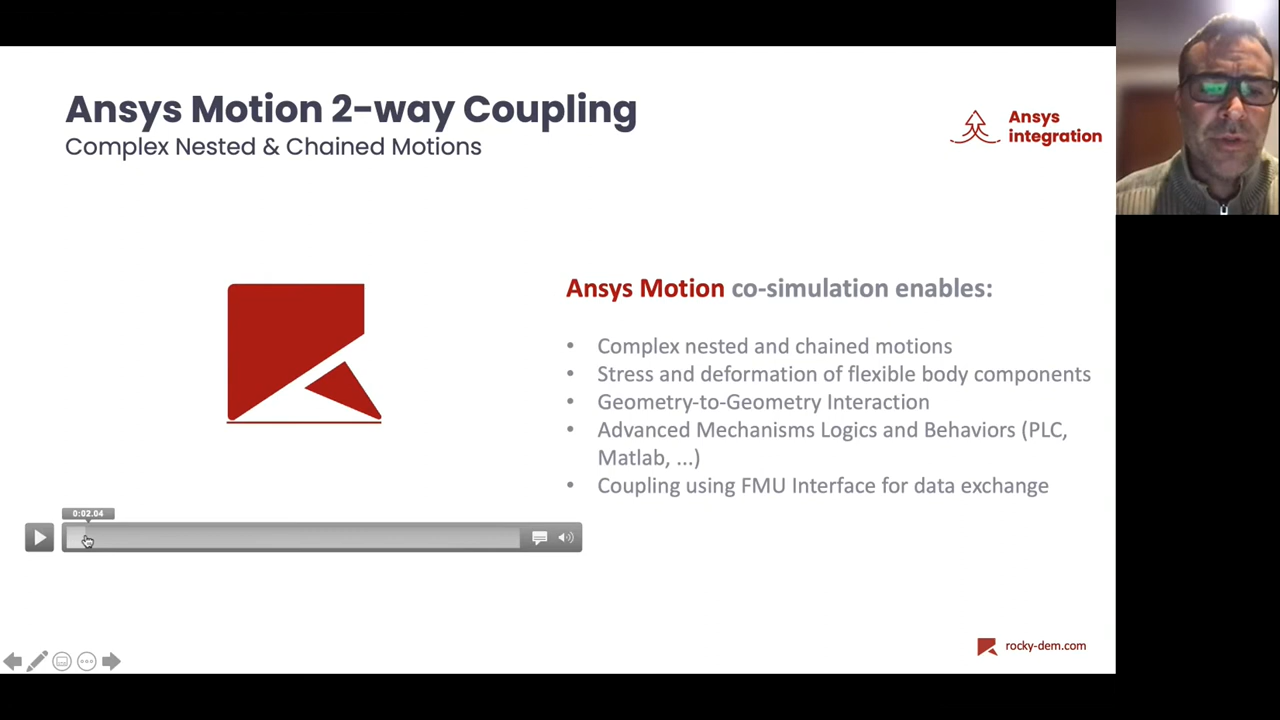 Ansys Motion 2-way Coupling
Complex Nested & Chained Motions
Ansys
integration
Ansys Motion co-simulation enables:
• Complex nested and chained motions
• Stress and deformation of flexible body components
• Geometry-to-Geometry Interaction
• Advanced Mechanisms Logics and Behaviors (PLC,
Matlab, ...)
• Coupling using FMU Interface for data exchange
0:02.04
rocky-dem.com